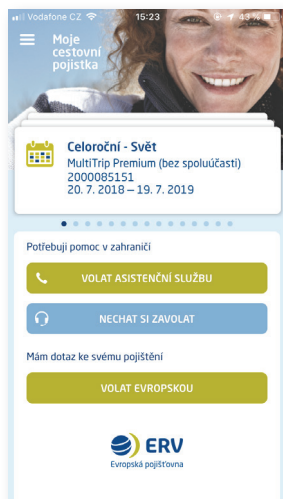 Vodafone CZ 15:23 43 %
Moje
cestovní
pojistka
Celoroční - Svět
MultiTrip Premium (bez spoluúčasti)
2000085151
20. 7. 2018 – 19. 7. 2019
Potřebuji pomoc v zahraničí
VOLAT ASISTENČNÍ SLUŽBU
NECHAT SI ZAVOLAT
Mám dotaz ke svému pojištění
VOLAT EVROPSKOU
ERV
Evropská pojišťovna